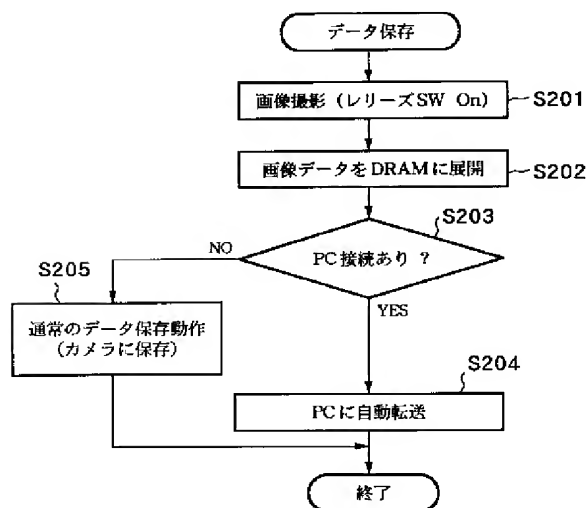 データ保存
画像撮影（レリーズSW On）
S201
画像データをDRAMに展開
S202
S203
PC接続あり ?
NO
YES
S205
通常のデータ保存動作
（カメラに保存）
S204
PCに自動転送
終了